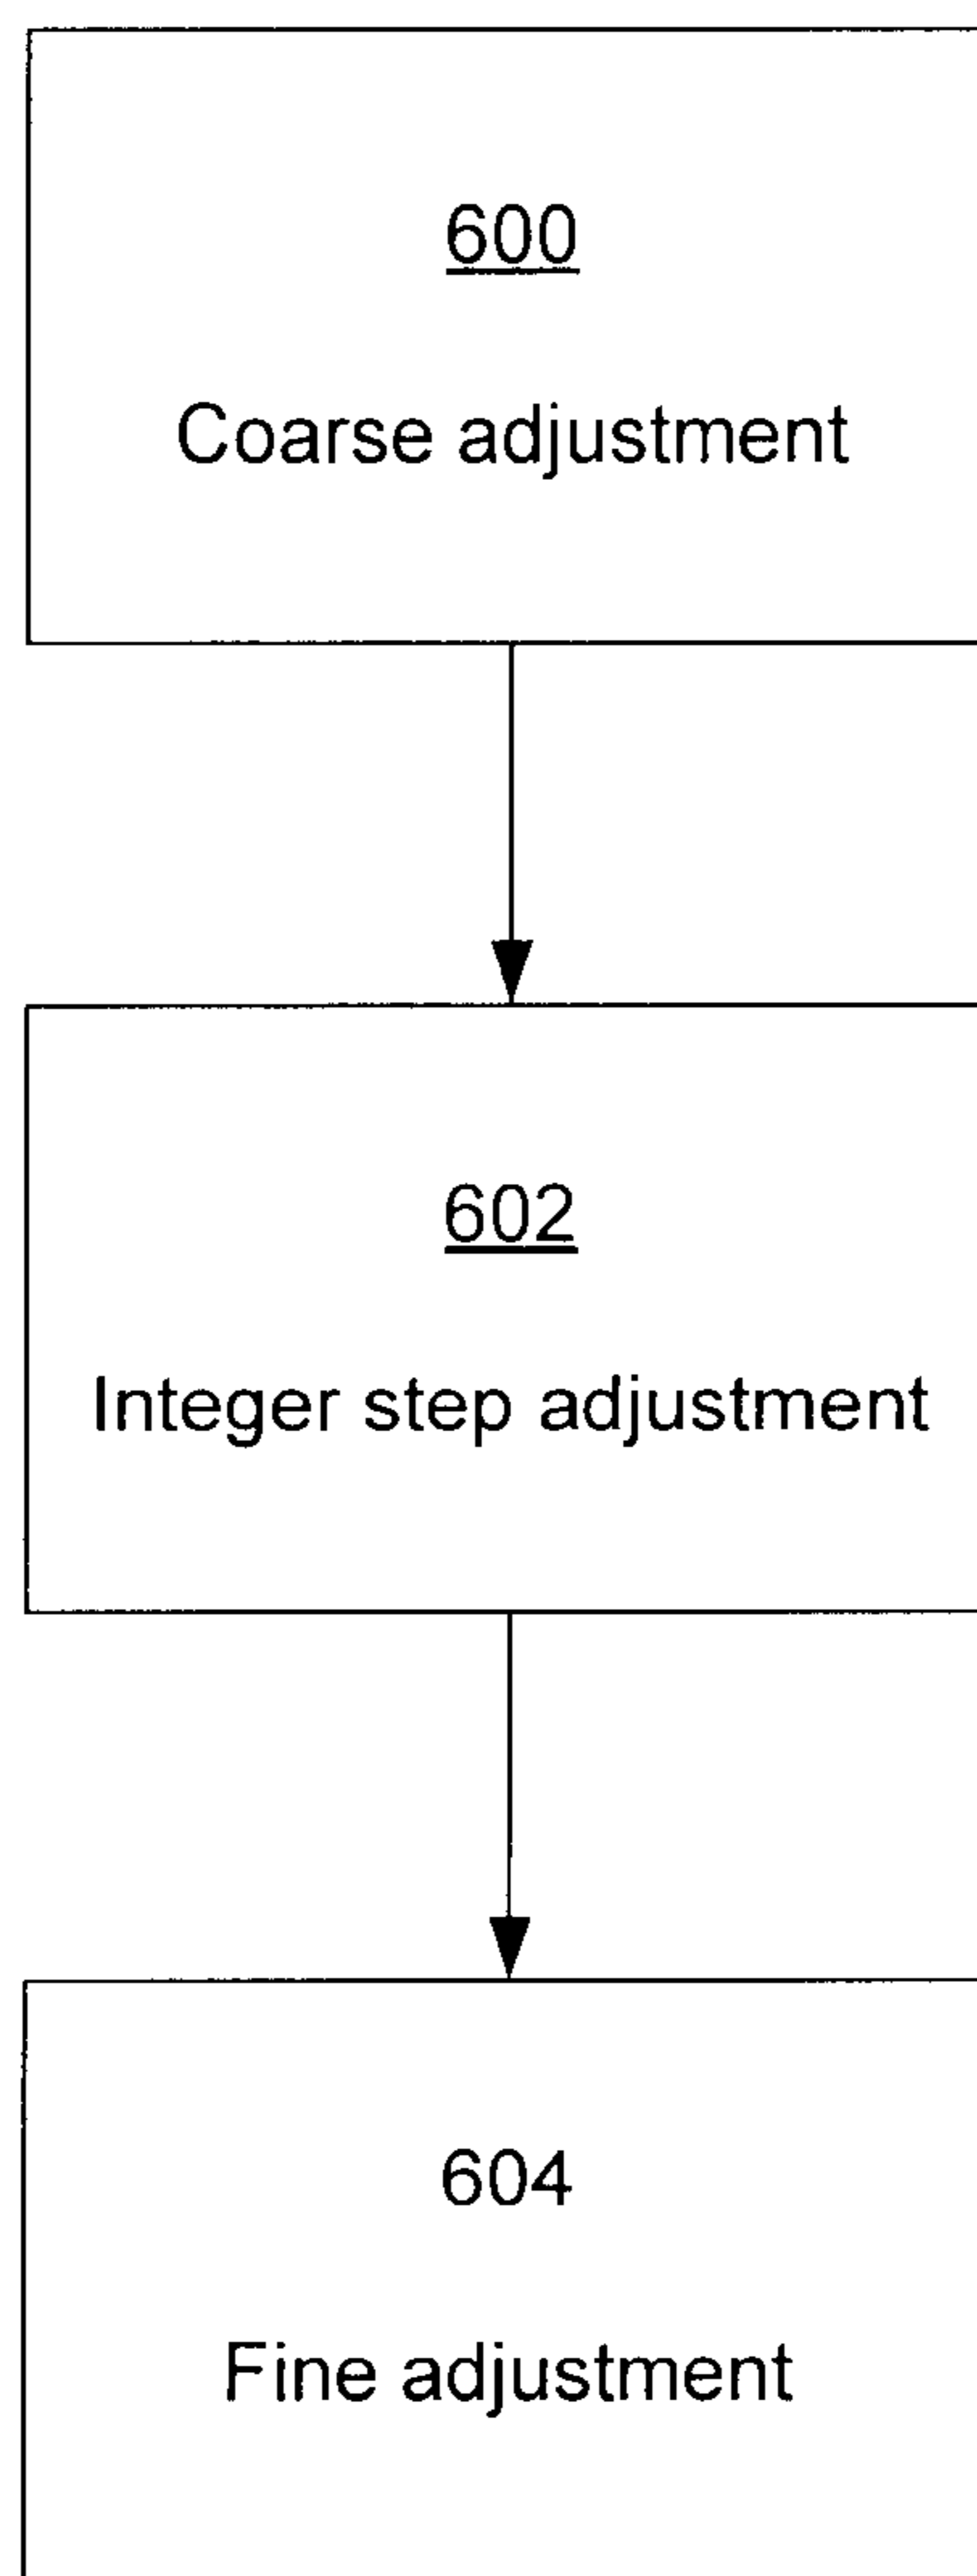 600
Coarse adjustment
602
Integer step adjustment
604
Fine adjustment